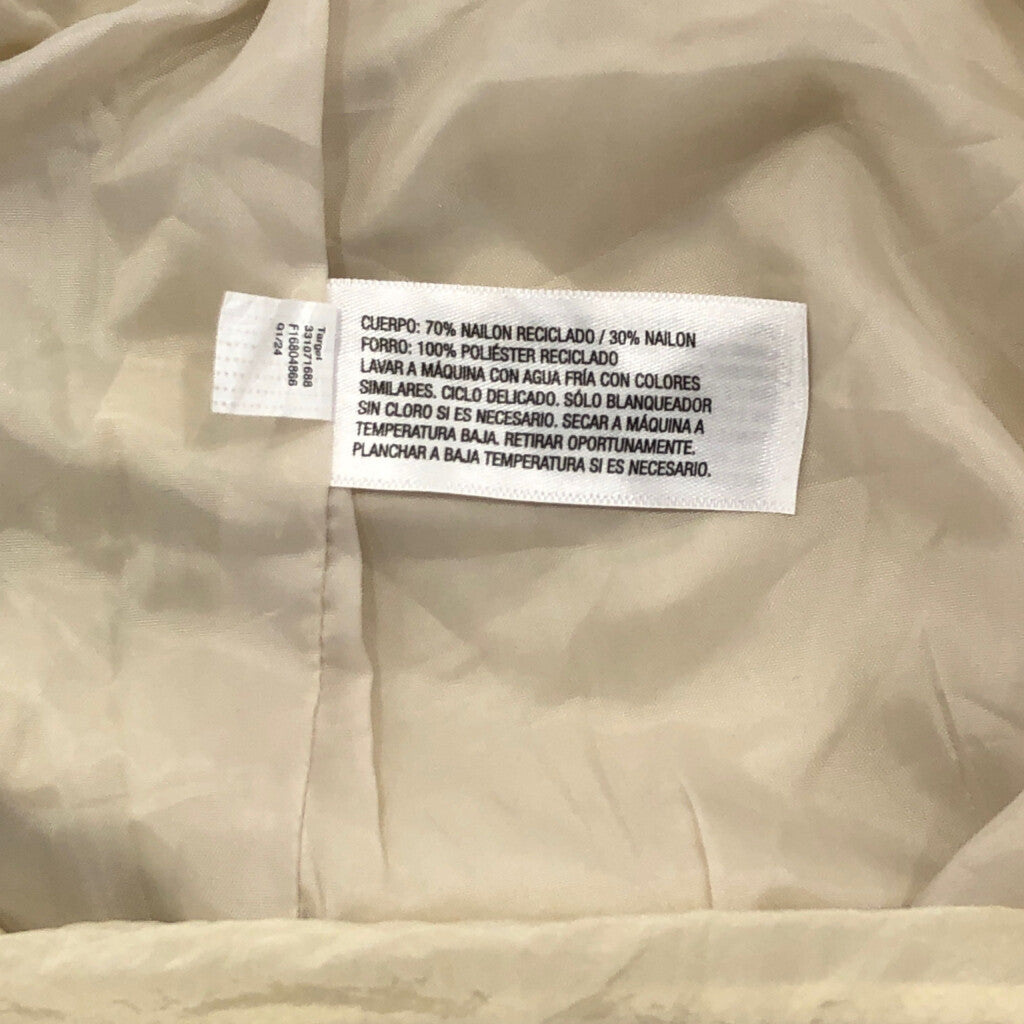 CUERPO: 70% NAILON RECICLADO / 30% NAILON
FORRO: 100% POLIÉSTER RECICLADO
LAVAR A MÁQUINA CON AGUA FRÍA CON COLORES
SIMILARES. CICLO DELICADO. SÓLO BLANQUEADOR
SIN CLORO SI ES NECESARIO. SECAR A MÁQUINA A
TEMPERATURA BAJA. RETIRAR OPORTUNAMENTE.
PLANCHAR A BAJA TEMPERATURA SI ES NECESARIO.
Target
331071688
F16804866
01/24